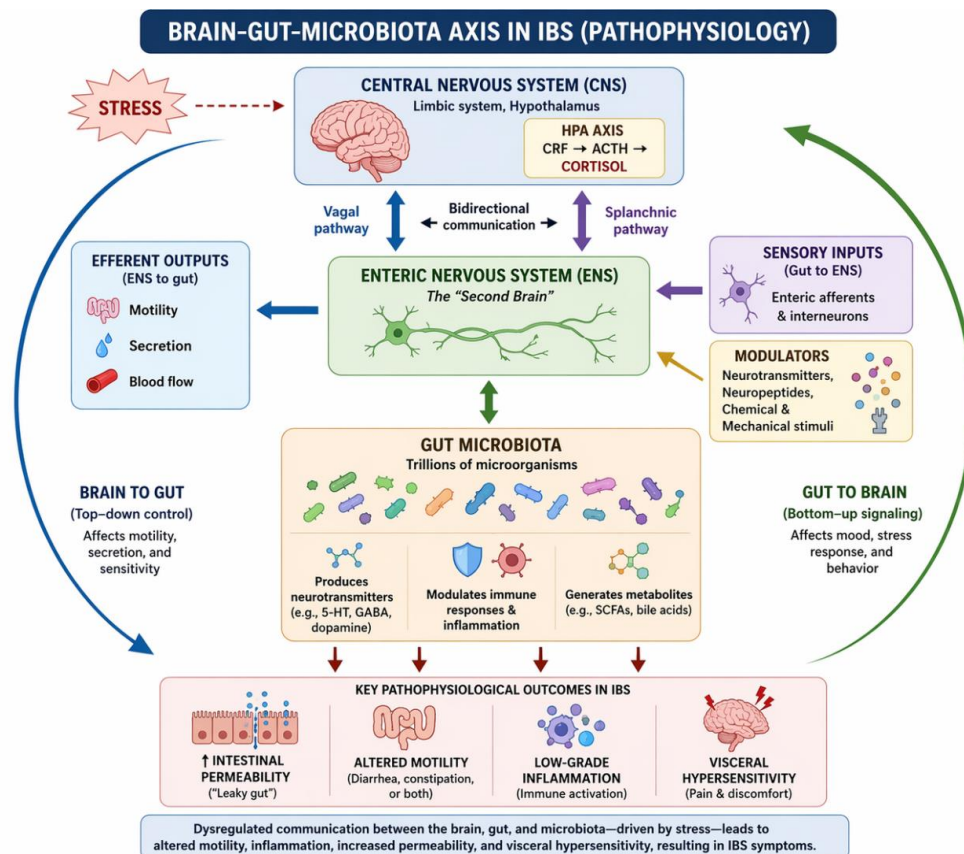 BRAIN–GUT–MICROBIOTA AXIS IN IBS (PATHOPHYSIOLOGY)
STRESS
CENTRAL NERVOUS SYSTEM (CNS)
Limbic system, Hypothalamus
HPA AXIS
CRF → ACTH →
CORTISOL
Vagal
pathway
Bidirectional
communication
Splanchnic
pathway
EFFERENT OUTPUTS
(ENS to gut)
Motility
Secretion
Blood flow
ENTERIC NERVOUS SYSTEM (ENS)
The "Second Brain"
SENSORY INPUTS
(Gut to ENS)
Enteric afferents
& interneurons
MODULATORS
Neurotransmitters,
Neuropeptides,
Chemical &
Mechanical stimuli
GUT MICROBIOTA
Trillions of microorganisms
Produces
neurotransmitters
(e.g., 5-HT, GABA,
dopamine)
Modulates immune
responses &
inflammation
Generates metabolites
(e.g., SCFAs, bile acids)
BRAIN TO GUT
(Top–down control)
Affects motility,
secretion, and
sensitivity
GUT TO BRAIN
(Bottom–up signaling)
Affects mood, stress
response, and
behavior
KEY PATHOPHYSIOLOGICAL OUTCOMES IN IBS
↑ INTESTINAL
PERMEABILITY
("Leaky gut")
ALTERED MOTILITY
(Diarrhea, constipation,
or both)
LOW-GRADE
INFLAMMATION
(Immune activation)
VISCERAL
HYPERSENSITIVITY
(Pain & discomfort)
Dysregulated communication between the brain, gut, and microbiota—driven by stress—leads to
altered motility, inflammation, increased permeability, and visceral hypersensitivity, resulting in IBS symptoms.